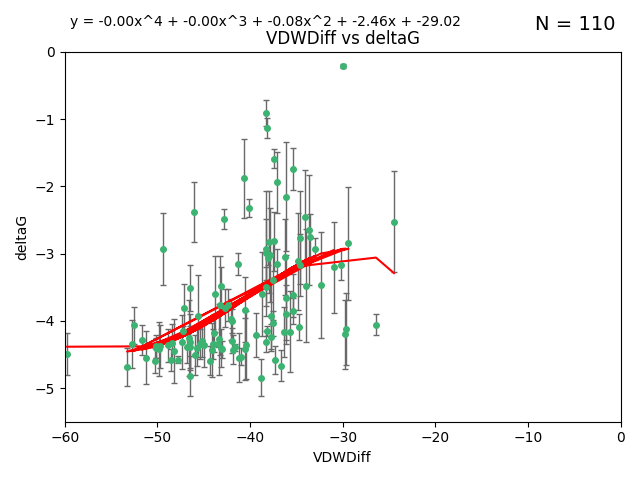 y = -0.00x^4 + -0.00x^3 + -0.08x^2 + -2.46x + -29.02
N = 110
VDWDiff vs deltaG
0
−1
−2
−3
−4
−5
deltaG
−60 −50 −40 −30 −20 −10 0
VDWDiff